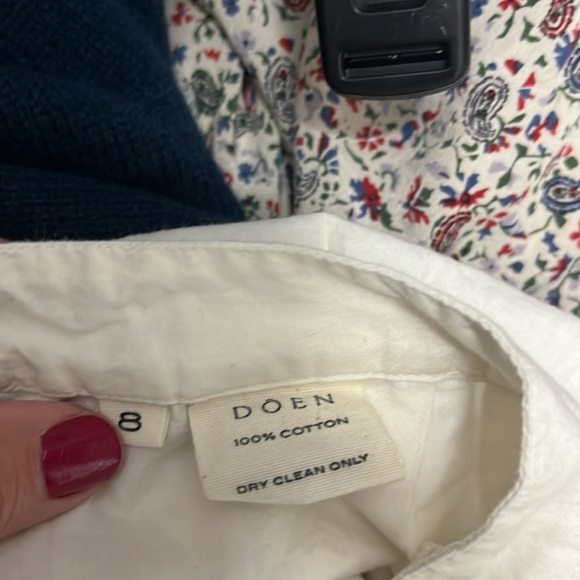 DÔEN
100% COTTON
DRY CLEAN ONLY
8